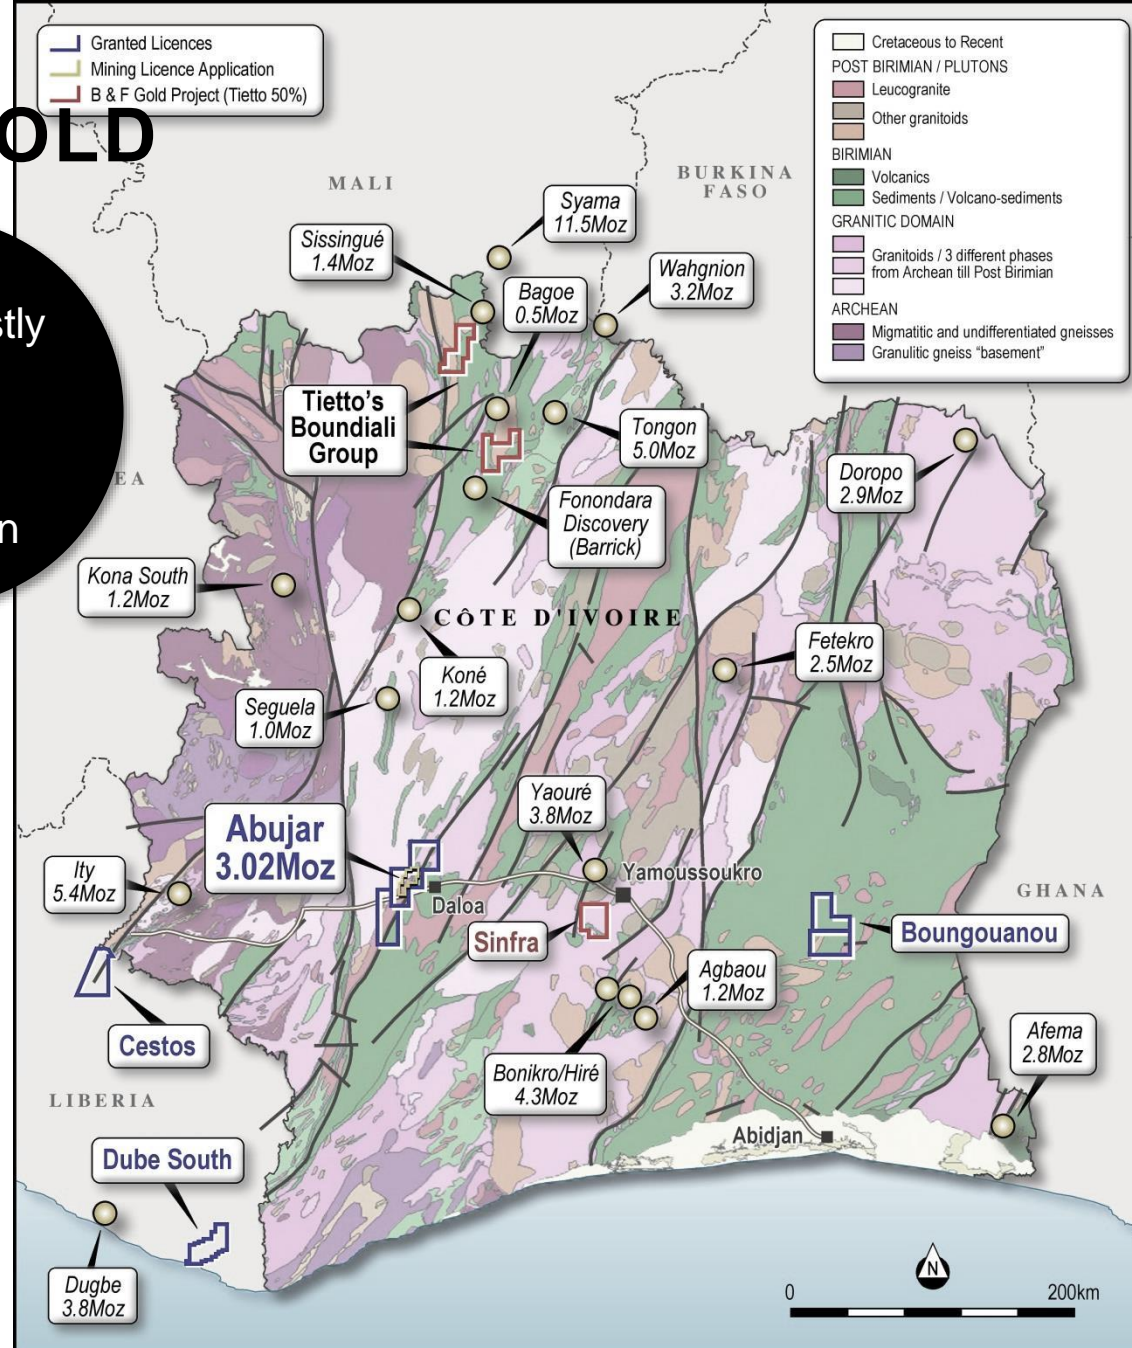 Granted Licences
Mining Licence Application
B & F Gold Project (Tietto 50%)
OLD
Cretaceous to Recent
POST BIRIMIAN / PLUTONS
Leucogranite
Other granitoids
BIRIMIAN
Volcanics
Sediments / Volcano-sediments
GRANITIC DOMAIN
Granitoids / 3 different phases
from Archean till Post Birimian
ARCHEAN
Migmatitic and undifferentiated gneisses
Granulitic gneiss “basement”
MALI
BURKINA
FASO
Syama
11.5Moz
Sissingué
1.4Moz
Wahgnion
3.2Moz
Bagoe
0.5Moz
stly
Tietto's
Boundiali
Group
Tongon
5.0Moz
Doropo
2.9Moz
EA
Fonondara
Discovery
(Barrick)
n
Kona South
1.2Moz
CÔTE D'IVOIRE
Fetekro
2.5Moz
Koné
1.2Moz
Seguela
1.0Moz
Yaouré
3.8Moz
Abujar
3.02Moz
Ity
5.4Moz
Yamoussoukro
Daloa
GHANA
Sinfra
Boungouanou
Agbaou
1.2Moz
Cestos
Afema
2.8Moz
Bonikro/Hiré
4.3Moz
LIBERIA
Abidjan
Dube South
Dugbe
3.8Moz
N
0 200km